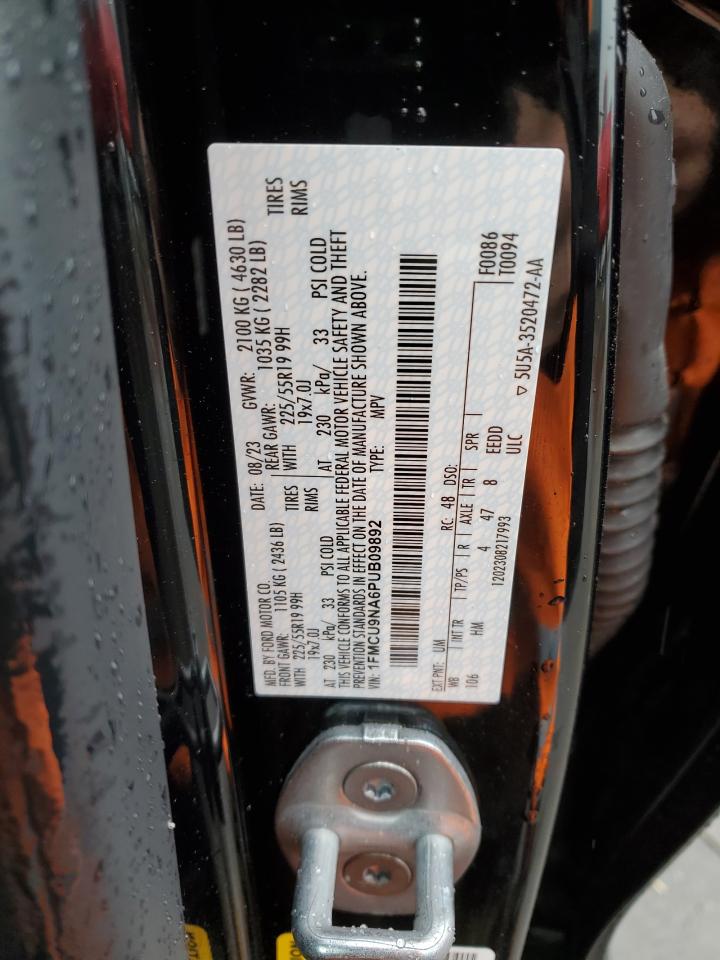 MFD. BY FORD MOTOR CO. DATE: 08/23 GVWR: 2100 KG ( 4630 LB)
FRONT GAWR: 1105 KG ( 2436 LB) REAR GAWR: 1035 KG ( 2282 LB)
WITH 225/55R19 99H TIRES WITH 225/55R19 99H TIRES
19x7.0J RIMS 19x7.0J RIMS
AT 230 kPa/ 33 PSI COLD AT 230 kPa/ 33 PSI COLD
THIS VEHICLE CONFORMS TO ALL APPLICABLE FEDERAL MOTOR VEHICLE SAFETY AND THEFT
PREVENTION STANDARDS IN EFFECT ON THE DATE OF MANUFACTURE SHOWN ABOVE.
VIN: 1FMCU9NA6PUB09892 TYPE: MPV
EXT PNT: UM RC: 48 DSO:
WB INT TR TP/PS R AXLE TR SPR F0086
106 HM 4 47 8 EEDD T0094
1202308217993 ULC
▽ 5U5A-3520472-AA